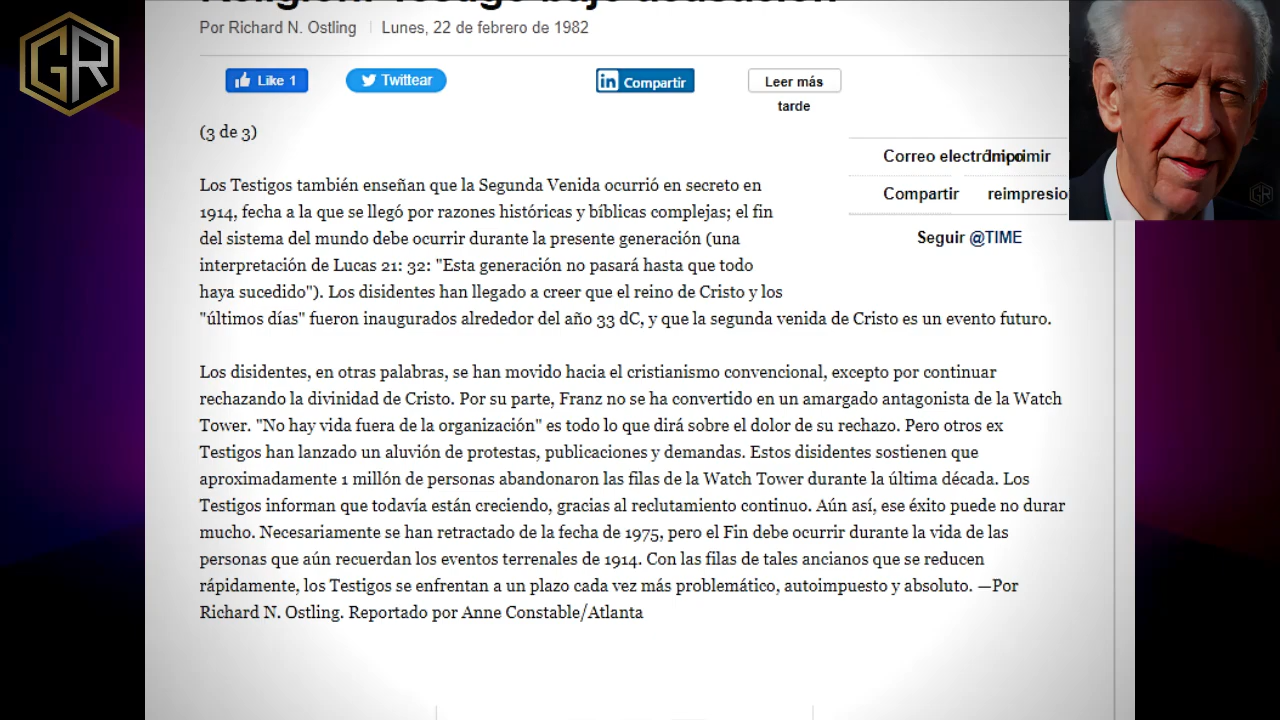 GR
Religión: Testigo bajo acusación
Por Richard N. Ostling Lunes, 22 de febrero de 1982
Like 1
Twittear
Compartir
Leer más
tarde
(3 de 3)
Correo electrónico
Imprimir
Compartir
reimpresio
Seguir @TIME
Los Testigos también enseñan que la Segunda Venida ocurrió en secreto en
1914, fecha a la que se llegó por razones históricas y bíblicas complejas; el fin
del sistema del mundo debe ocurrir durante la presente generación (una
interpretación de Lucas 21: 32: "Esta generación no pasará hasta que todo
haya sucedido"). Los disidentes han llegado a creer que el reino de Cristo y los
"últimos días" fueron inaugurados alrededor del año 33 dC, y que la segunda venida de Cristo es un evento futuro.
Los disidentes, en otras palabras, se han movido hacia el cristianismo convencional, excepto por continuar
rechazando la divinidad de Cristo. Por su parte, Franz no se ha convertido en un amargado antagonista de la Watch
Tower. "No hay vida fuera de la organización" es todo lo que dirá sobre el dolor de su rechazo. Pero otros ex
Testigos han lanzado un aluvión de protestas, publicaciones y demandas. Estos disidentes sostienen que
aproximadamente 1 millón de personas abandonaron las filas de la Watch Tower durante la última década. Los
Testigos informan que todavía están creciendo, gracias al reclutamiento continuo. Aún así, ese éxito puede no durar
mucho. Necesariamente se han retractado de la fecha de 1975, pero el Fin debe ocurrir durante la vida de las
personas que aún recuerdan los eventos terrenales de 1914. Con las filas de tales ancianos que se reducen
rápidamente, los Testigos se enfrentan a un plazo cada vez más problemático, autoimpuesto y absoluto. —Por
Richard N. Ostling. Reportado por Anne Constable/Atlanta